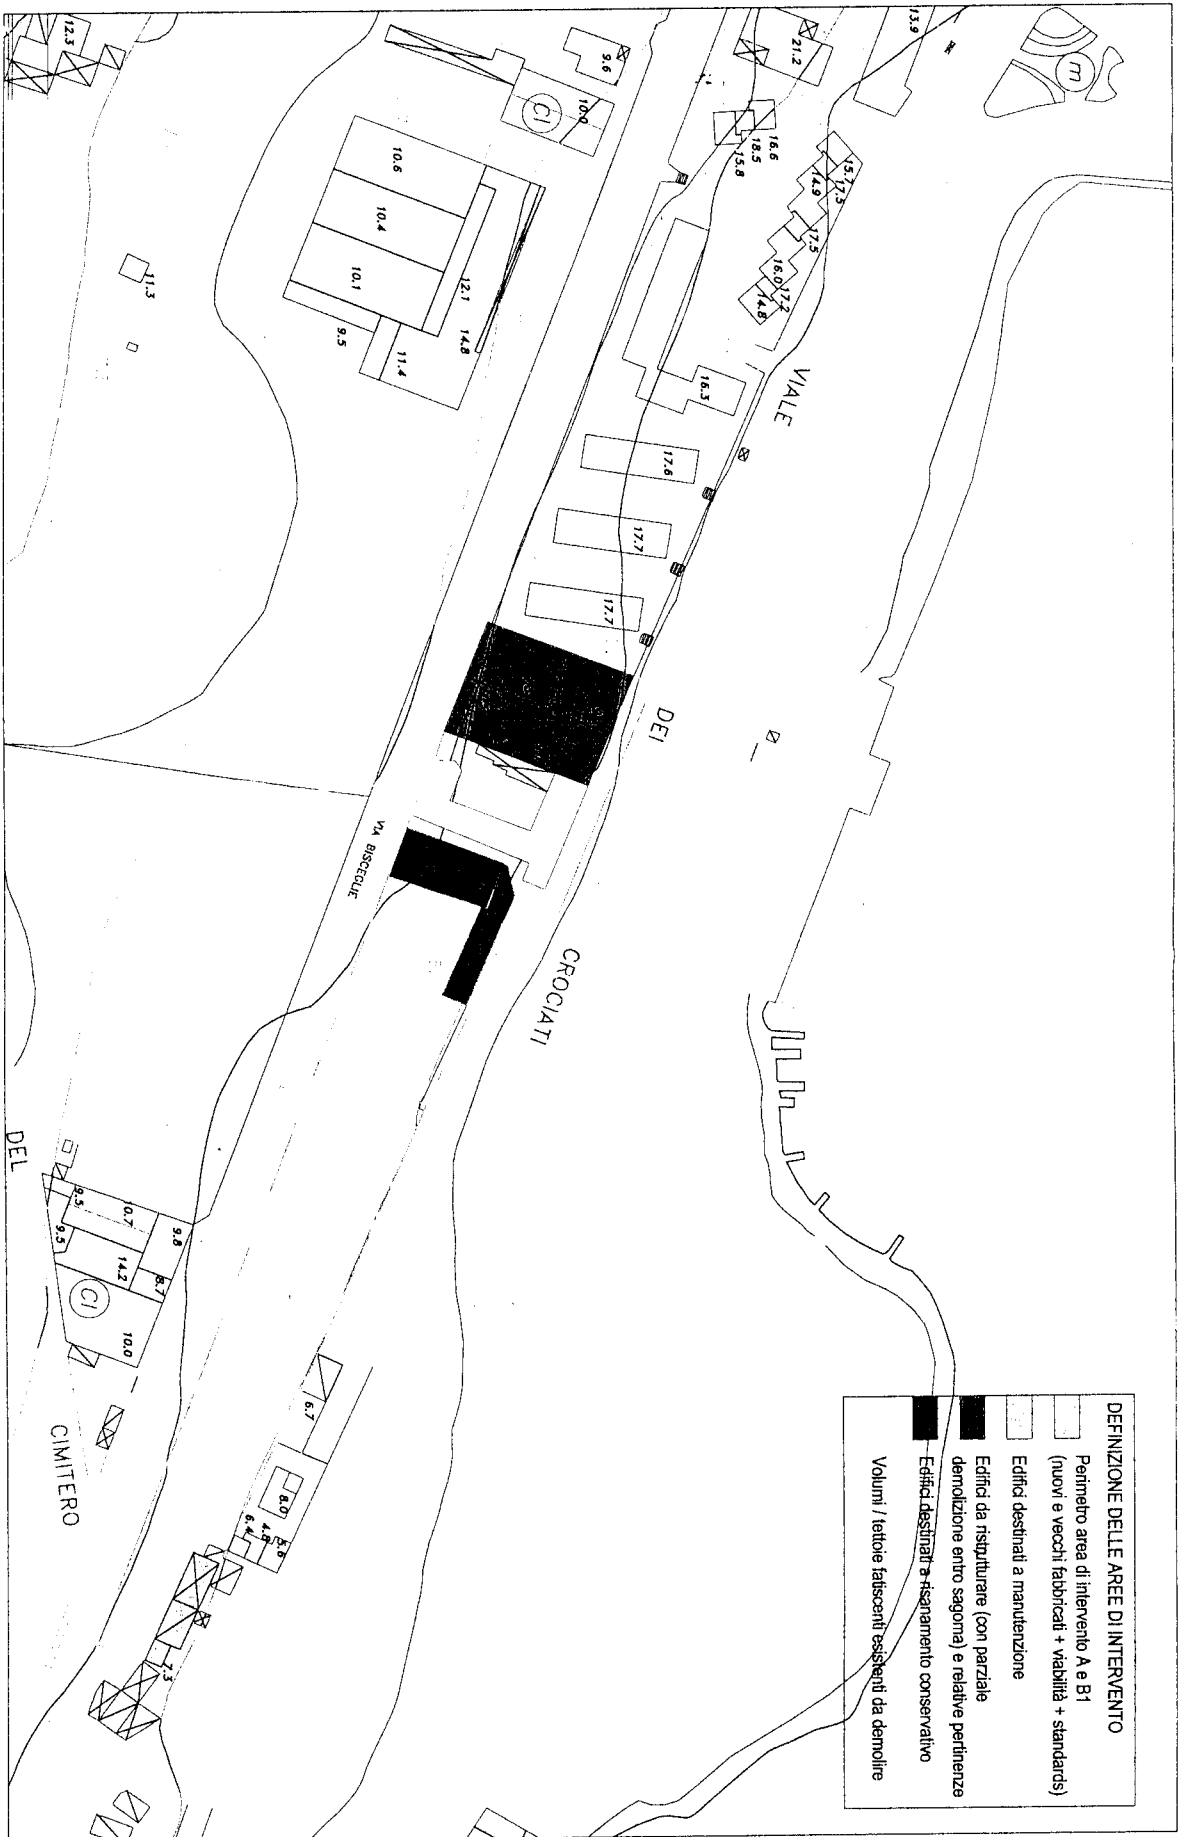 DEFINIZIONE DELLE AREE DI INTERVENTO
Perimetro area di intervento A e B1
(nuovi e vecchi fabbricati + viabilità + standards)
Edifici destinati a manutenzione
Edifici da ristrutturare (con parziale
demolizione entro sagoma) e relative pertinenze
Edifici destinati a risanamento conservativo
Volumi / tettoie fatiscenti esistenti da demolire
m
13.9
21.2
16.6
18.5
15.8
15.7
17.5
14.9
17.5
16.0
17.2
14.8
VIALE
DEI
CROCIATI
16.3
17.6
17.7
17.7
9.6
10.0
CI
12.3
10.6
10.4
10.1
12.1
14.8
9.5
11.4
11.3
VIA BISCEGLIE
DEL
CIMITERO
9.5
10.7
9.8
9.5
14.2
8.7
CI
10.0
6.7
8.0
5.6
4.8
6.4
7.3